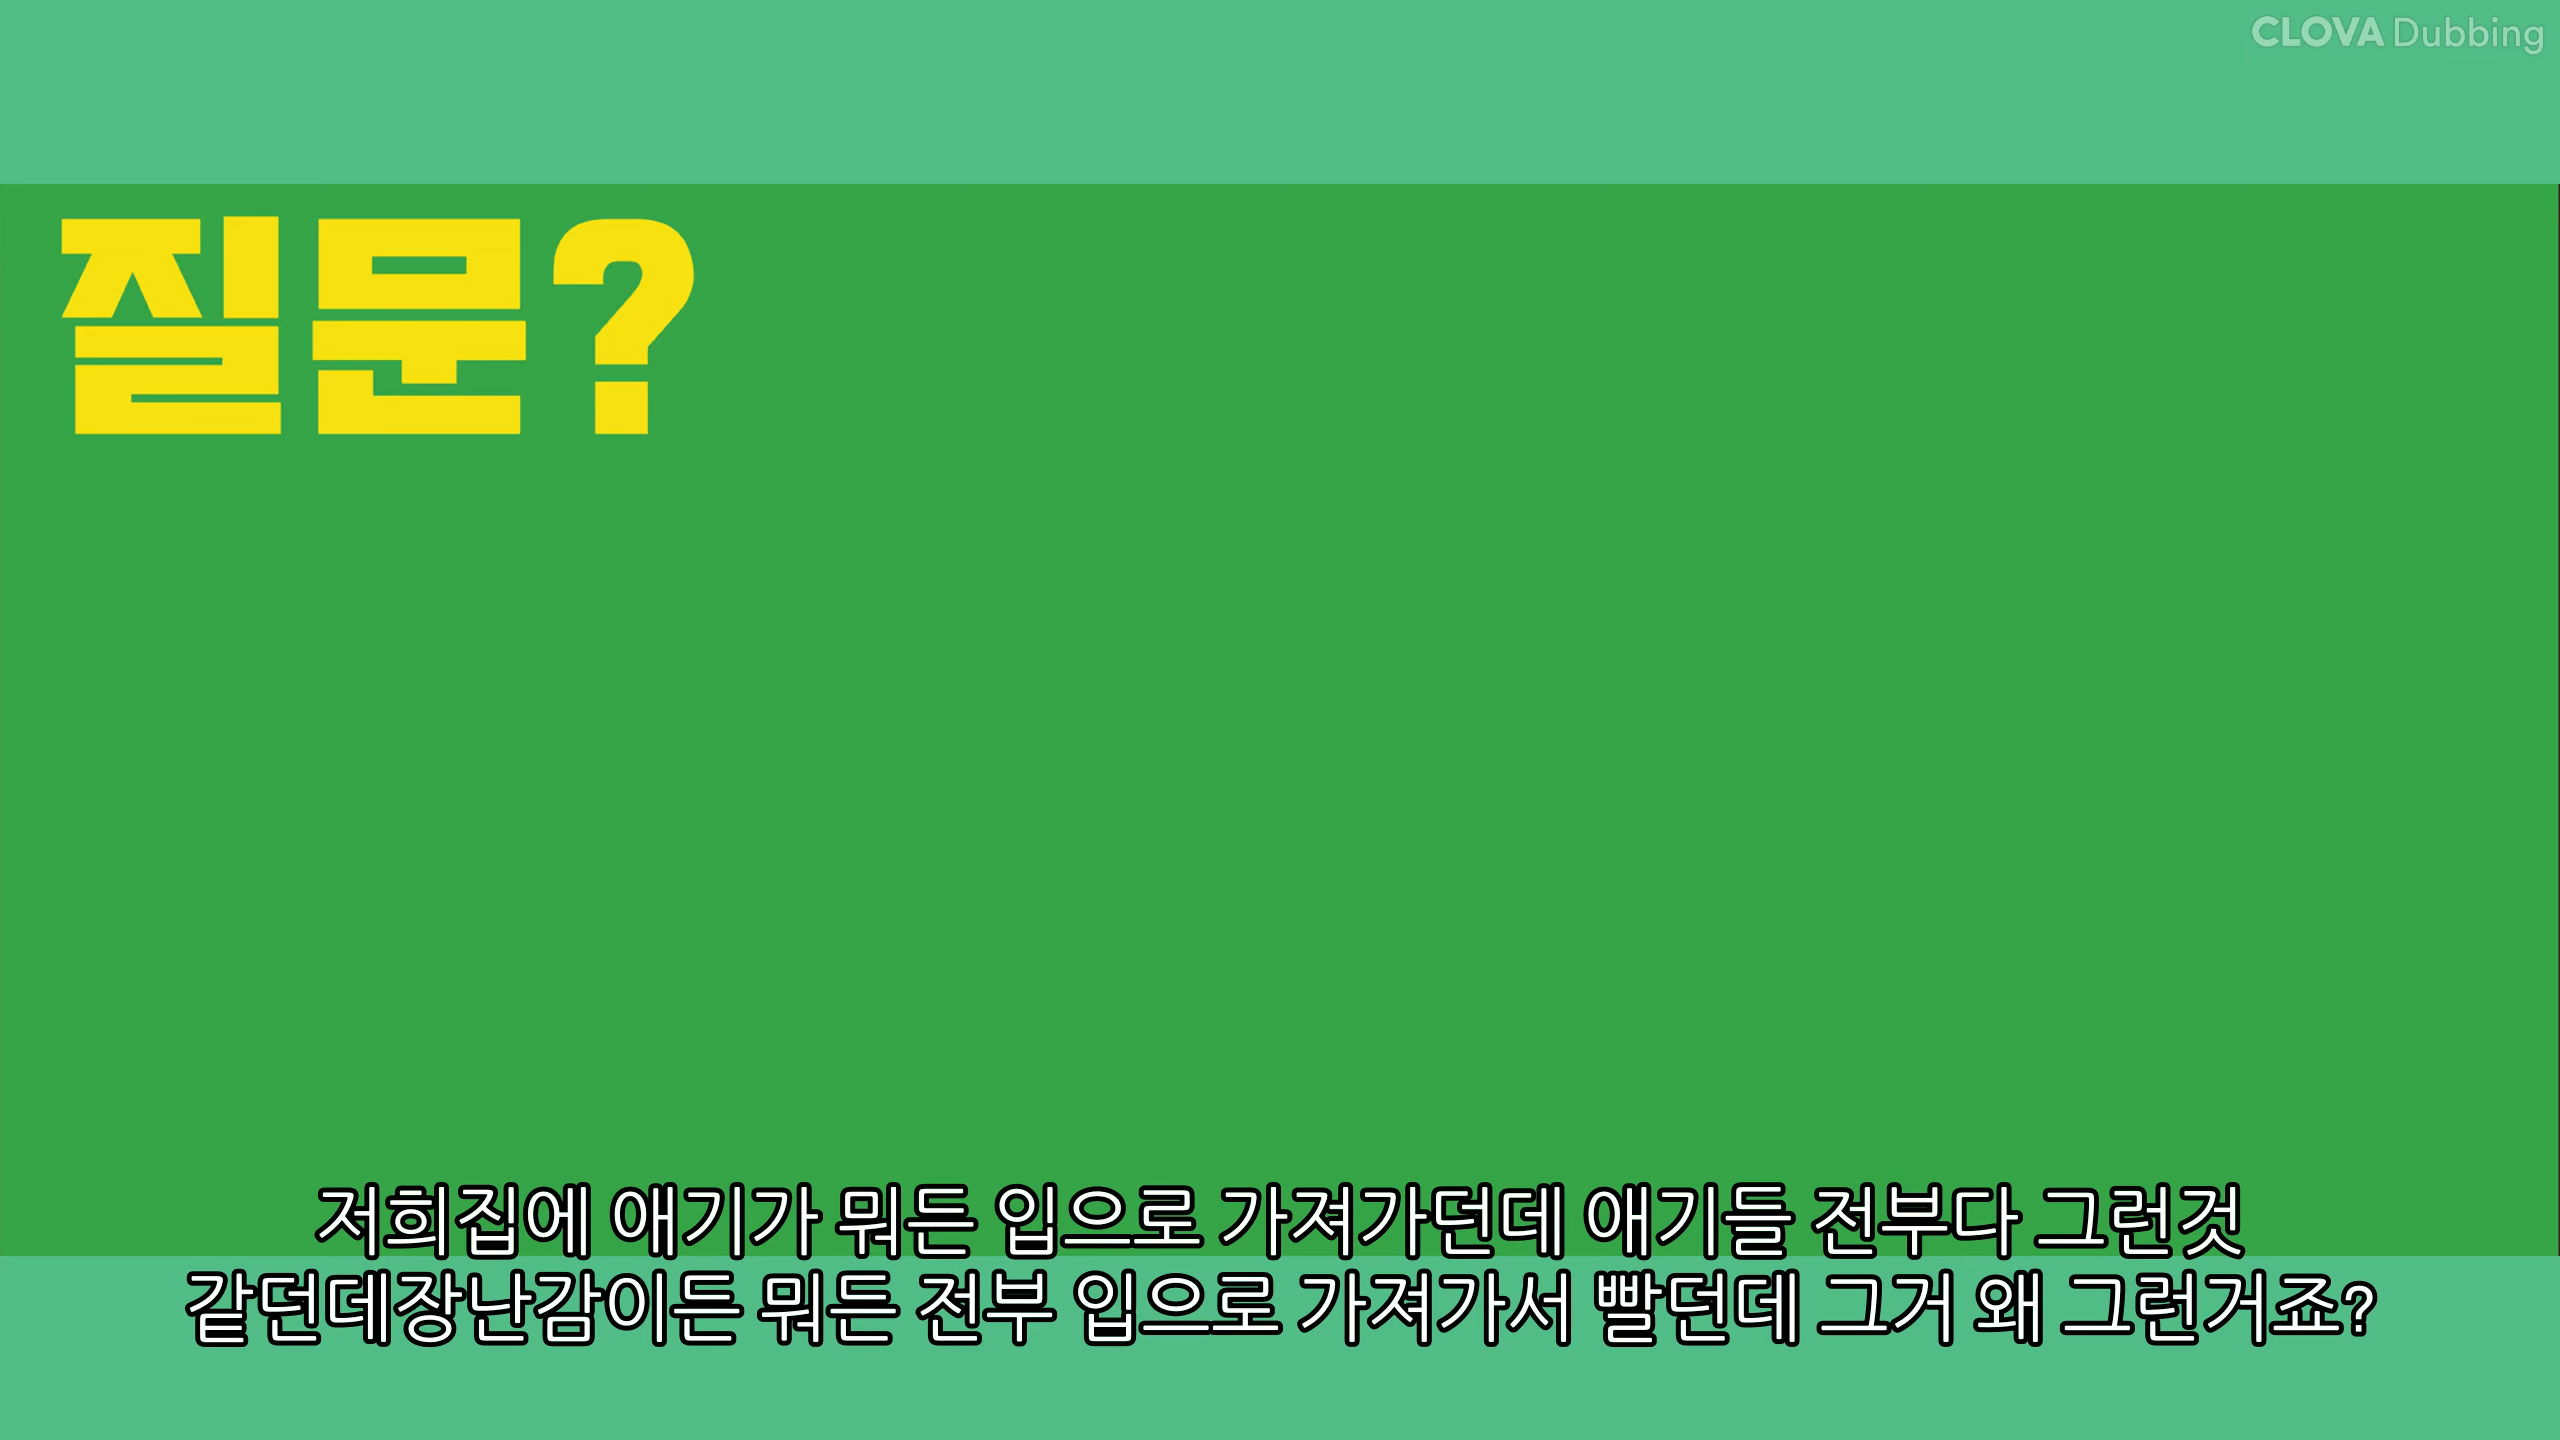 CLOVA Dubbing
질문?
저희집에 얘기가 뭐든 입으로 가져가던데 얘기들 전부다 그런것
같던데장난감이든 뭐든 전부 입으로 가져가서 빨던데 그거 왜 그런거죠?